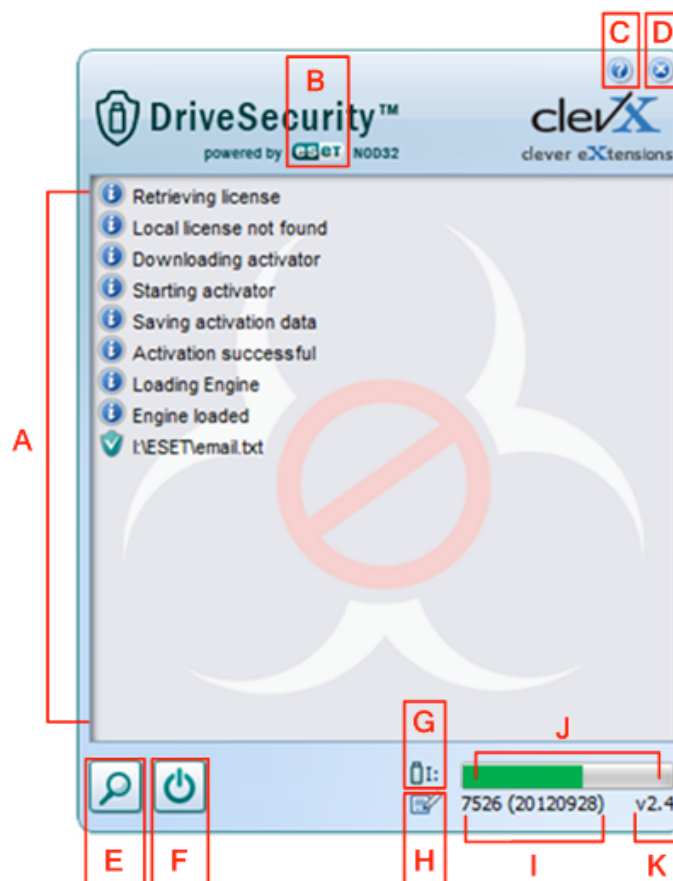 C D
B
DriveSecurity™
clevX
powered by eseT NOD32
clever eXtensions
Retrieving license
Local license not found
Downloading activator
Starting activator
Saving activation data
Activation successful
Loading Engine
Engine loaded
I:\ESET\email.txt
A
G
J
I:
7526 (20120928) v2.4
E F H I K